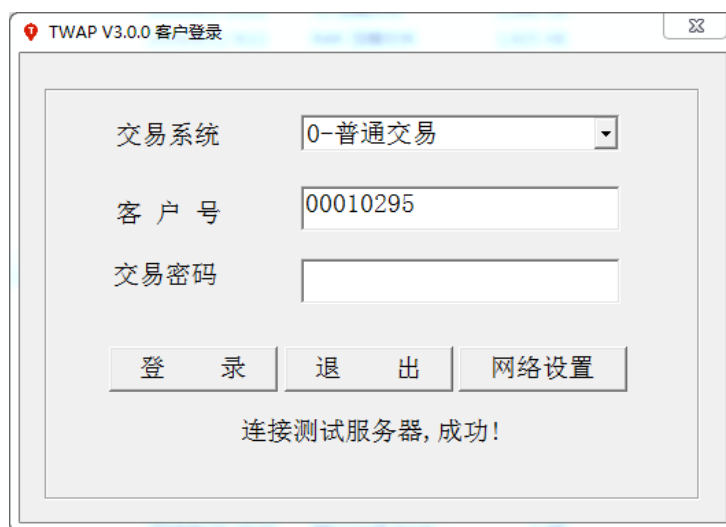 TWAP V3.0.0 客户登录
交易系统 0-普通交易
客 户 号 00010295
交易密码
登 录 退 出 网络设置
连接测试服务器,成功!